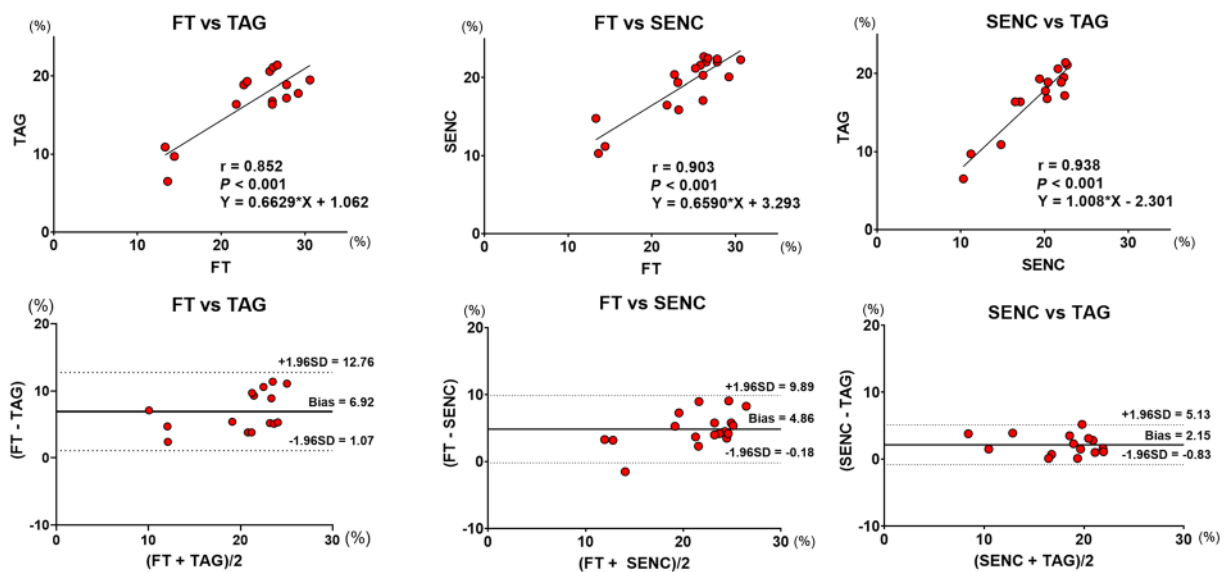 FT vs TAG
(%)
TAG
20
10
0
r = 0.852
P < 0.001
Y = 0.6629*X + 1.062
0 10 20 30 (%)
FT
FT vs SENC
(%)
SENC
30
20
10
0
r = 0.903
P < 0.001
Y = 0.6590*X + 3.293
0 10 20 30 (%)
FT
SENC vs TAG
(%)
TAG
20
10
0
r = 0.938
P < 0.001
Y = 1.008*X - 2.301
0 10 20 30 (%)
SENC
FT vs TAG
(%)
(FT - TAG)
20
10
0
-10
+1.96SD = 12.76
Bias = 6.92
-1.96SD = 1.07
0 10 20 30 (%)
(FT + TAG)/2
FT vs SENC
(%)
(FT - SENC)
20
10
0
-10
+1.96SD = 9.89
Bias = 4.86
-1.96SD = -0.18
0 10 20 30 (%)
(FT + SENC)/2
SENC vs TAG
(%)
(SENC - TAG)
20
10
0
-10
+1.96SD = 5.13
Bias = 2.15
-1.96SD = -0.83
0 10 20 30 (%)
(SENC + TAG)/2